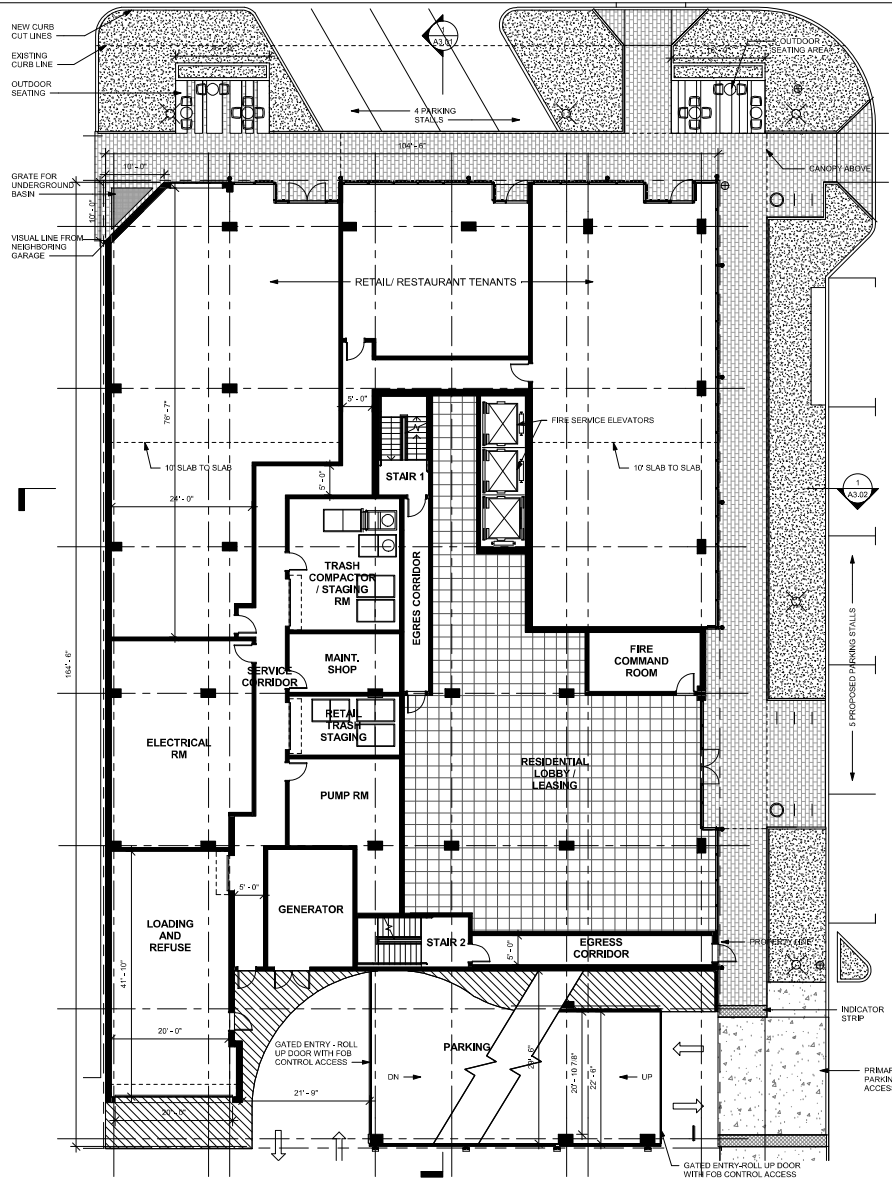 NEW CURB
CUT LINES
EXISTING
CURB LINE
OUTDOOR
SEATING
1
A3.01
OUTDOOR
SEATING AREA
4 PARKING
STALLS
104' - 6"
10' - 0"
CANOPY ABOVE
GRATE FOR
UNDERGROUND
BASIN
10' - 0"
VISUAL LINE FROM
NEIGHBORING
GARAGE
RETAIL/ RESTAURANT TENANTS
76' - 7"
5' - 0"
FIRE SERVICE ELEVATORS
10' SLAB TO SLAB
STAIR 1
10' SLAB TO SLAB
5' - 0"
24' - 0"
1
A3.02
TRASH
COMPACTOR
/ STAGING
RM
EGRES CORRIDOR
164' - 6"
MAINT.
SHOP
FIRE
COMMAND
ROOM
SERVICE
CORRIDOR
5 PROPOSED PARKING STALLS
RETAIL
TRASH
STAGING
ELECTRICAL
RM
RESIDENTIAL
LOBBY /
LEASING
PUMP RM
5' - 0"
LOADING
AND
REFUSE
GENERATOR
STAIR 2
5' - 0"
EGRESS
CORRIDOR
PROPERTY LINE
41' - 10"
INDICATOR
STRIP
20' - 0"
GATED ENTRY - ROLL
UP DOOR WITH FOB
CONTROL ACCESS
PARKING
DN
20' - 10 7/8"
22' - 6"
UP
PRIMAR
PARKIN
ACCES
21' - 9"
20' - 0"
GATED ENTRY-ROLL UP DOOR
WITH FOB CONTROL ACCESS